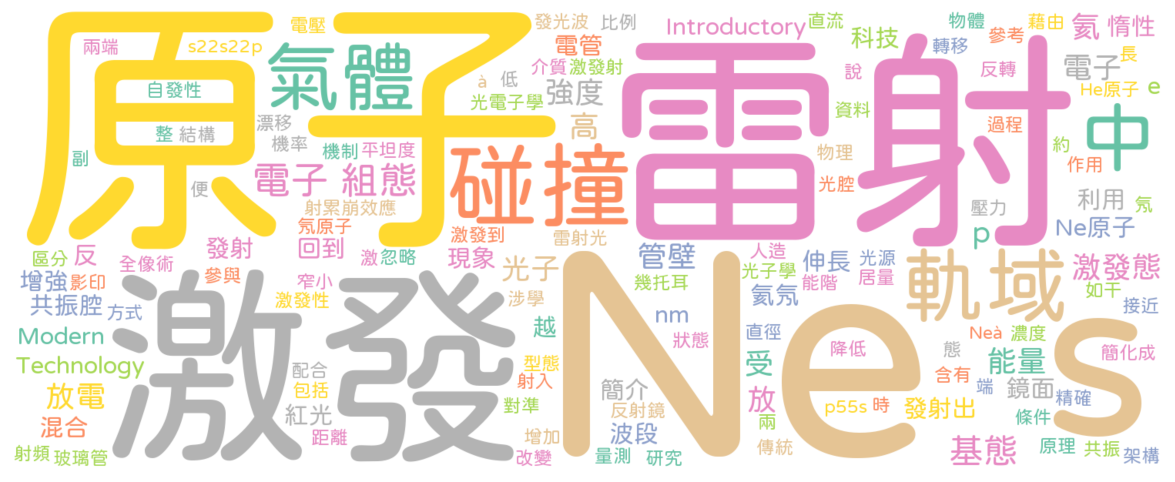 原子 雷射
激發 Nes
氣體 碰撞 軌域 中
兩端 s22s22p 電壓 發光波 比例 Introductory 直流 物體 藉由 氦 惰性
電管 科技 轉移 參考 長
自發性 介質 激發射 說 反轉 電子
à 低 光電子學 強度 資料 He原子 e
整 結構 漂移 高 過程 約
副 機率 機制 平坦度 物理 作用
便 電子 組態 光腔 利用
射累崩效應 壓力 氖
氖原子 激發到 雷射光 p Ne原子
區分 反 發射 回到 激 忽略 現象 管壁 人造 伸長 光源
增強 影印 全像術 參與 窄小 光子 光子學 能階 居量 激發態
共振腔 方式 激發性 涉學 幾托耳 氦氖 如干 接近
Modern 越 nm 狀態 直徑 Neà 濃度
Technology 配合 型態 受 降低 態 能量 簡化成
放電 包括 射入 簡介 放 含有 端 鏡面 精確
混合 紅光 對準 反射鏡 兩 p55s 時 發射出 條件
射頻 玻璃管 距離 增加 波段 傳統 基態 原理 共振 架構
改變 量測 研究